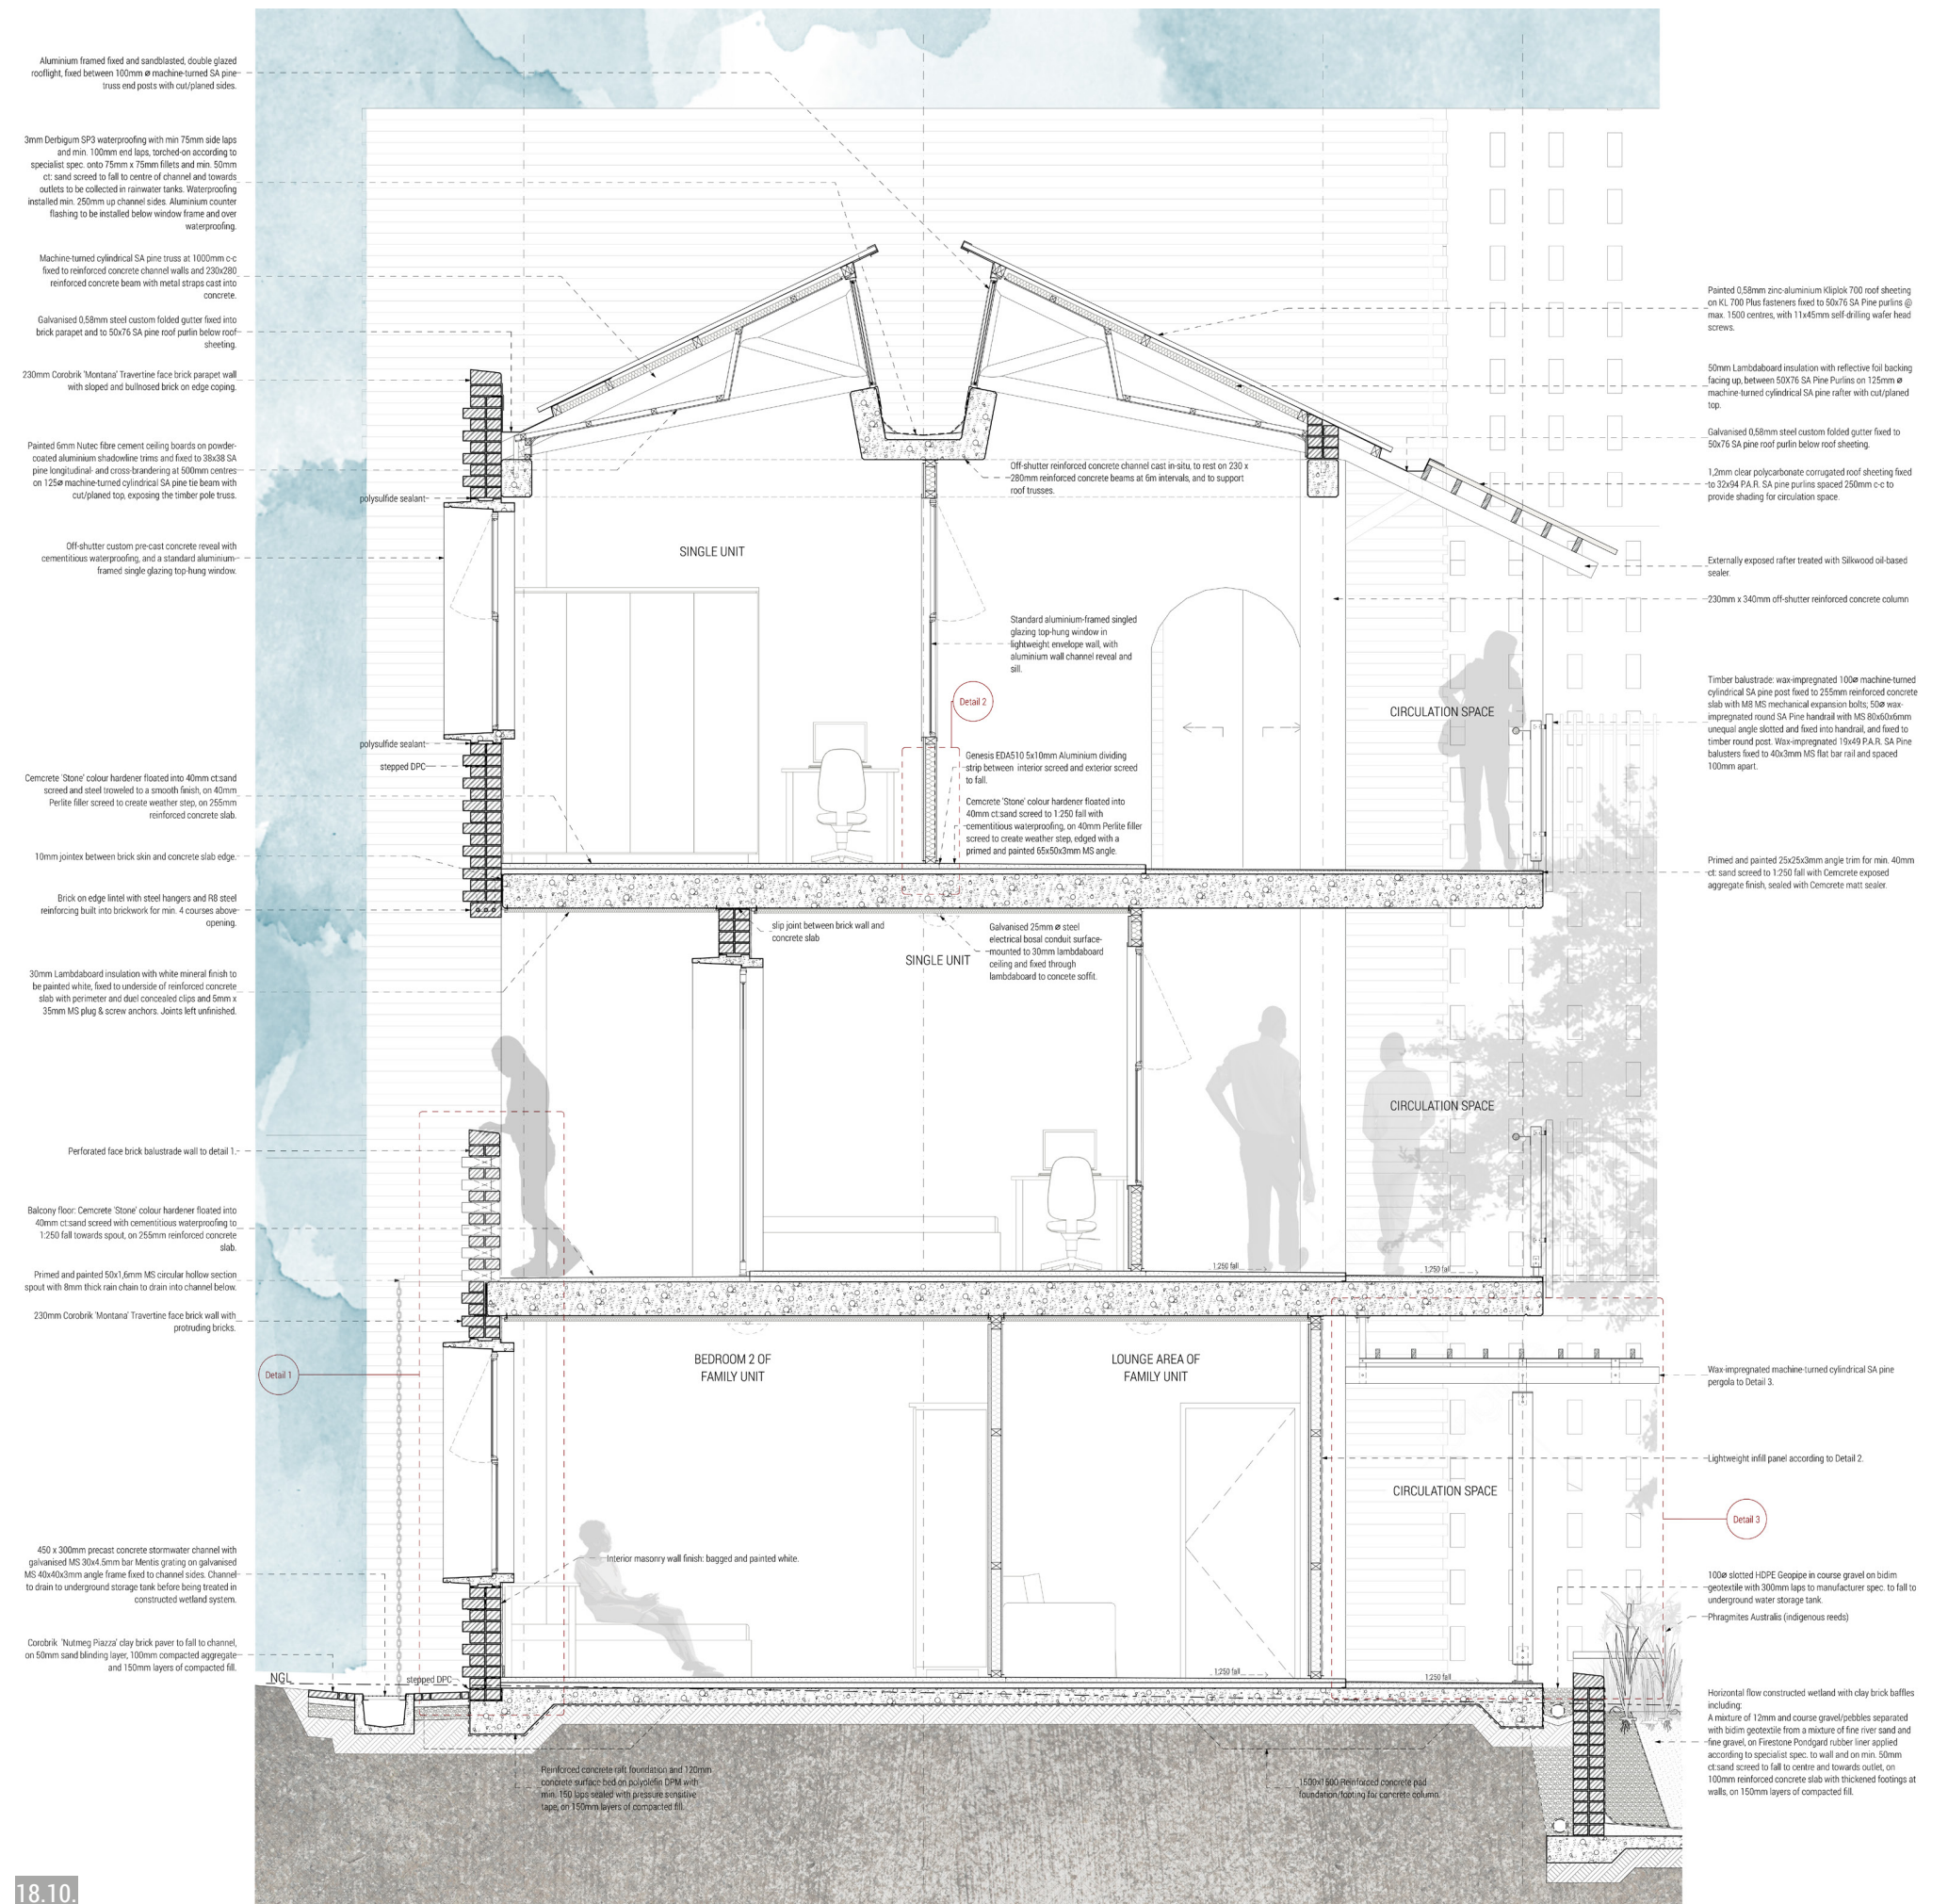 Aluminium framed fixed and sandblasted, double glazed
rooflight, fixed between 100mm ø machine-turned SA pine
truss end posts with cut/planed sides.
3mm Derbigum SP3 waterproofing with min 75mm side laps
and min. 100mm end laps, torched-on according to
specialist spec. onto 75mm x 75mm fillets and min. 50mm
ct: sand screed to fall to centre of channel and towards
outlets to be collected in rainwater tanks. Waterproofing
installed min. 250mm up channel sides. Aluminium counter
flashing to be installed below window frame and over
waterproofing.
Machine-turned cylindrical SA pine truss at 1000mm c-c
fixed to reinforced concrete channel walls and 230x280
reinforced concrete beam with metal straps cast into
concrete.
Galvanised 0,58mm steel custom folded gutter fixed into
brick parapet and to 50x76 SA pine roof purlin below roof
sheeting.
230mm Corobrik 'Montana' Travertine face brick parapet wall
with sloped and bullnosed brick on edge coping.
Painted 6mm Nutec fibre cement ceiling boards on powder-
coated aluminium shadowline trims and fixed to 38x38 SA
pine longitudinal- and cross-brandering at 500mm centres
on 125ø machine-turned cylindrical SA pine tie beam with
cut/planed top, exposing the timber pole truss.
polysulfide sealant
Off-shutter custom pre-cast concrete reveal with
cementitious waterproofing, and a standard aluminium-
framed single glazing top-hung window.
polysulfide sealant
stepped DPC
Cemcrete 'Stone' colour hardener floated into 40mm ct:sand
screed and steel troweled to a smooth finish, on 40mm
Perlite filler screed to create weather step, on 255mm
reinforced concrete slab.
10mm jointex between brick skin and concrete slab edge.
Brick on edge lintel with steel hangers and R8 steel
reinforcing built into brickwork for min. 4 courses above
opening.
30mm Lambdaboard insulation with white mineral finish to
be painted white, fixed to underside of reinforced concrete
slab with perimeter and duel concealed clips and 5mm x
35mm MS plug & screw anchors. Joints left unfinished.
Perforated face brick balustrade wall to detail 1.
Balcony floor: Cemcrete 'Stone' colour hardener floated into
40mm ct:sand screed with cementitious waterproofing to
1:250 fall towards spout, on 255mm reinforced concrete
slab.
Primed and painted 50x1,6mm MS circular hollow section
spout with 8mm thick rain chain to drain into channel below.
230mm Corobrik 'Montana' Travertine face brick wall with
protruding bricks.
Detail 1
450 x 300mm precast concrete stormwater channel with
galvanised MS 30x4.5mm bar Mentis grating on galvanised
MS 40x40x3mm angle frame fixed to channel sides. Channel
to drain to underground storage tank before being treated in
constructed wetland system.
Corobrik 'Nutmeg Piazza' clay brick paver to fall to channel,
on 50mm sand blinding layer, 100mm compacted aggregate
and 150mm layers of compacted fill.
NGL
stepped DPC
Off-shutter reinforced concrete channel cast in-situ, to rest on 230 x
280mm reinforced concrete beams at 6m intervals, and to support
roof trusses.
SINGLE UNIT
Standard aluminium-framed singled
glazing top-hung window in
lightweight envelope wall, with
aluminium wall channel reveal and
sill.
Detail 2
CIRCULATION SPACE
Genesis EDA510 5x10mm Aluminium dividing
strip between interior screed and exterior screed
to fall.
Cemcrete 'Stone' colour hardener floated into
40mm ct:sand screed to 1:250 fall with
cementitious waterproofing, on 40mm Perlite filler
screed to create weather step, edged with a
primed and painted 65x50x3mm MS angle.
slip joint between brick wall and
concrete slab
SINGLE UNIT
Galvanised 25mm ø steel
electrical bosal conduit surface-
mounted to 30mm lambdaboard
ceiling and fixed through
lambdaboard to concete soffit.
CIRCULATION SPACE
1:250 fall
1:250 fall
BEDROOM 2 OF
FAMILY UNIT
LOUNGE AREA OF
FAMILY UNIT
CIRCULATION SPACE
Interior masonry wall finish: bagged and painted white.
1:250 fall
1:250 fall
Reinforced concrete raft foundation and 120mm
concrete surface bed on polyolefin DPM with
min. 150 laps sealed with pressure sensitive
tape, on 150mm layers of compacted fill.
1500x1500 Reinforced concrete pad
foundation/footing for concrete column.
Painted 0,58mm zinc-aluminium Kliplok 700 roof sheeting
on KL 700 Plus fasteners fixed to 50x76 SA Pine purlins @
max. 1500 centres, with 11x45mm self-drilling wafer head
screws.
50mm Lambdaboard insulation with reflective foil backing
facing up, between 50X76 SA Pine Purlins on 125mm ø
machine-turned cylindrical SA pine rafter with cut/planed
top.
Galvanised 0,58mm steel custom folded gutter fixed to
50x76 SA pine roof purlin below roof sheeting.
1,2mm clear polycarbonate corrugated roof sheeting fixed
to 32x94 P.A.R. SA pine purlins spaced 250mm c-c to
provide shading for circulation space.
Externally exposed rafter treated with Silkwood oil-based
sealer.
230mm x 340mm off-shutter reinforced concrete column
Timber balustrade: wax-impregnated 100ø machine-turned
cylindrical SA pine post fixed to 255mm reinforced concrete
slab with M8 MS mechanical expansion bolts; 50ø wax-
impregnated round SA Pine handrail with MS 80x60x6mm
unequal angle slotted and fixed into handrail, and fixed to
timber round post. Wax-impregnated 19x49 P.A.R. SA Pine
balusters fixed to 40x3mm MS flat bar rail and spaced
100mm apart.
Primed and painted 25x25x3mm angle trim for min. 40mm
ct: sand screed to 1:250 fall with Cemcrete exposed
aggregate finish, sealed with Cemcrete matt sealer.
Wax-impregnated machine-turned cylindrical SA pine
pergola to Detail 3.
Lightweight infill panel according to Detail 2.
Detail 3
100ø slotted HDPE Geopipe in course gravel on bidim
geotextile with 300mm laps to manufacturer spec. to fall to
underground water storage tank.
Phragmites Australis (indigenous reeds)
Horizontal flow constructed wetland with clay brick baffles
including:
A mixture of 12mm and course gravel/pebbles separated
with bidim geotextile from a mixture of fine river sand and
fine gravel, on Firestone Pondgard rubber liner applied
according to specialist spec. to wall and on min. 50mm
ct:sand screed to fall to centre and towards outlet, on
100mm reinforced concrete slab with thickened footings at
walls, on 150mm layers of compacted fill.
18.10.